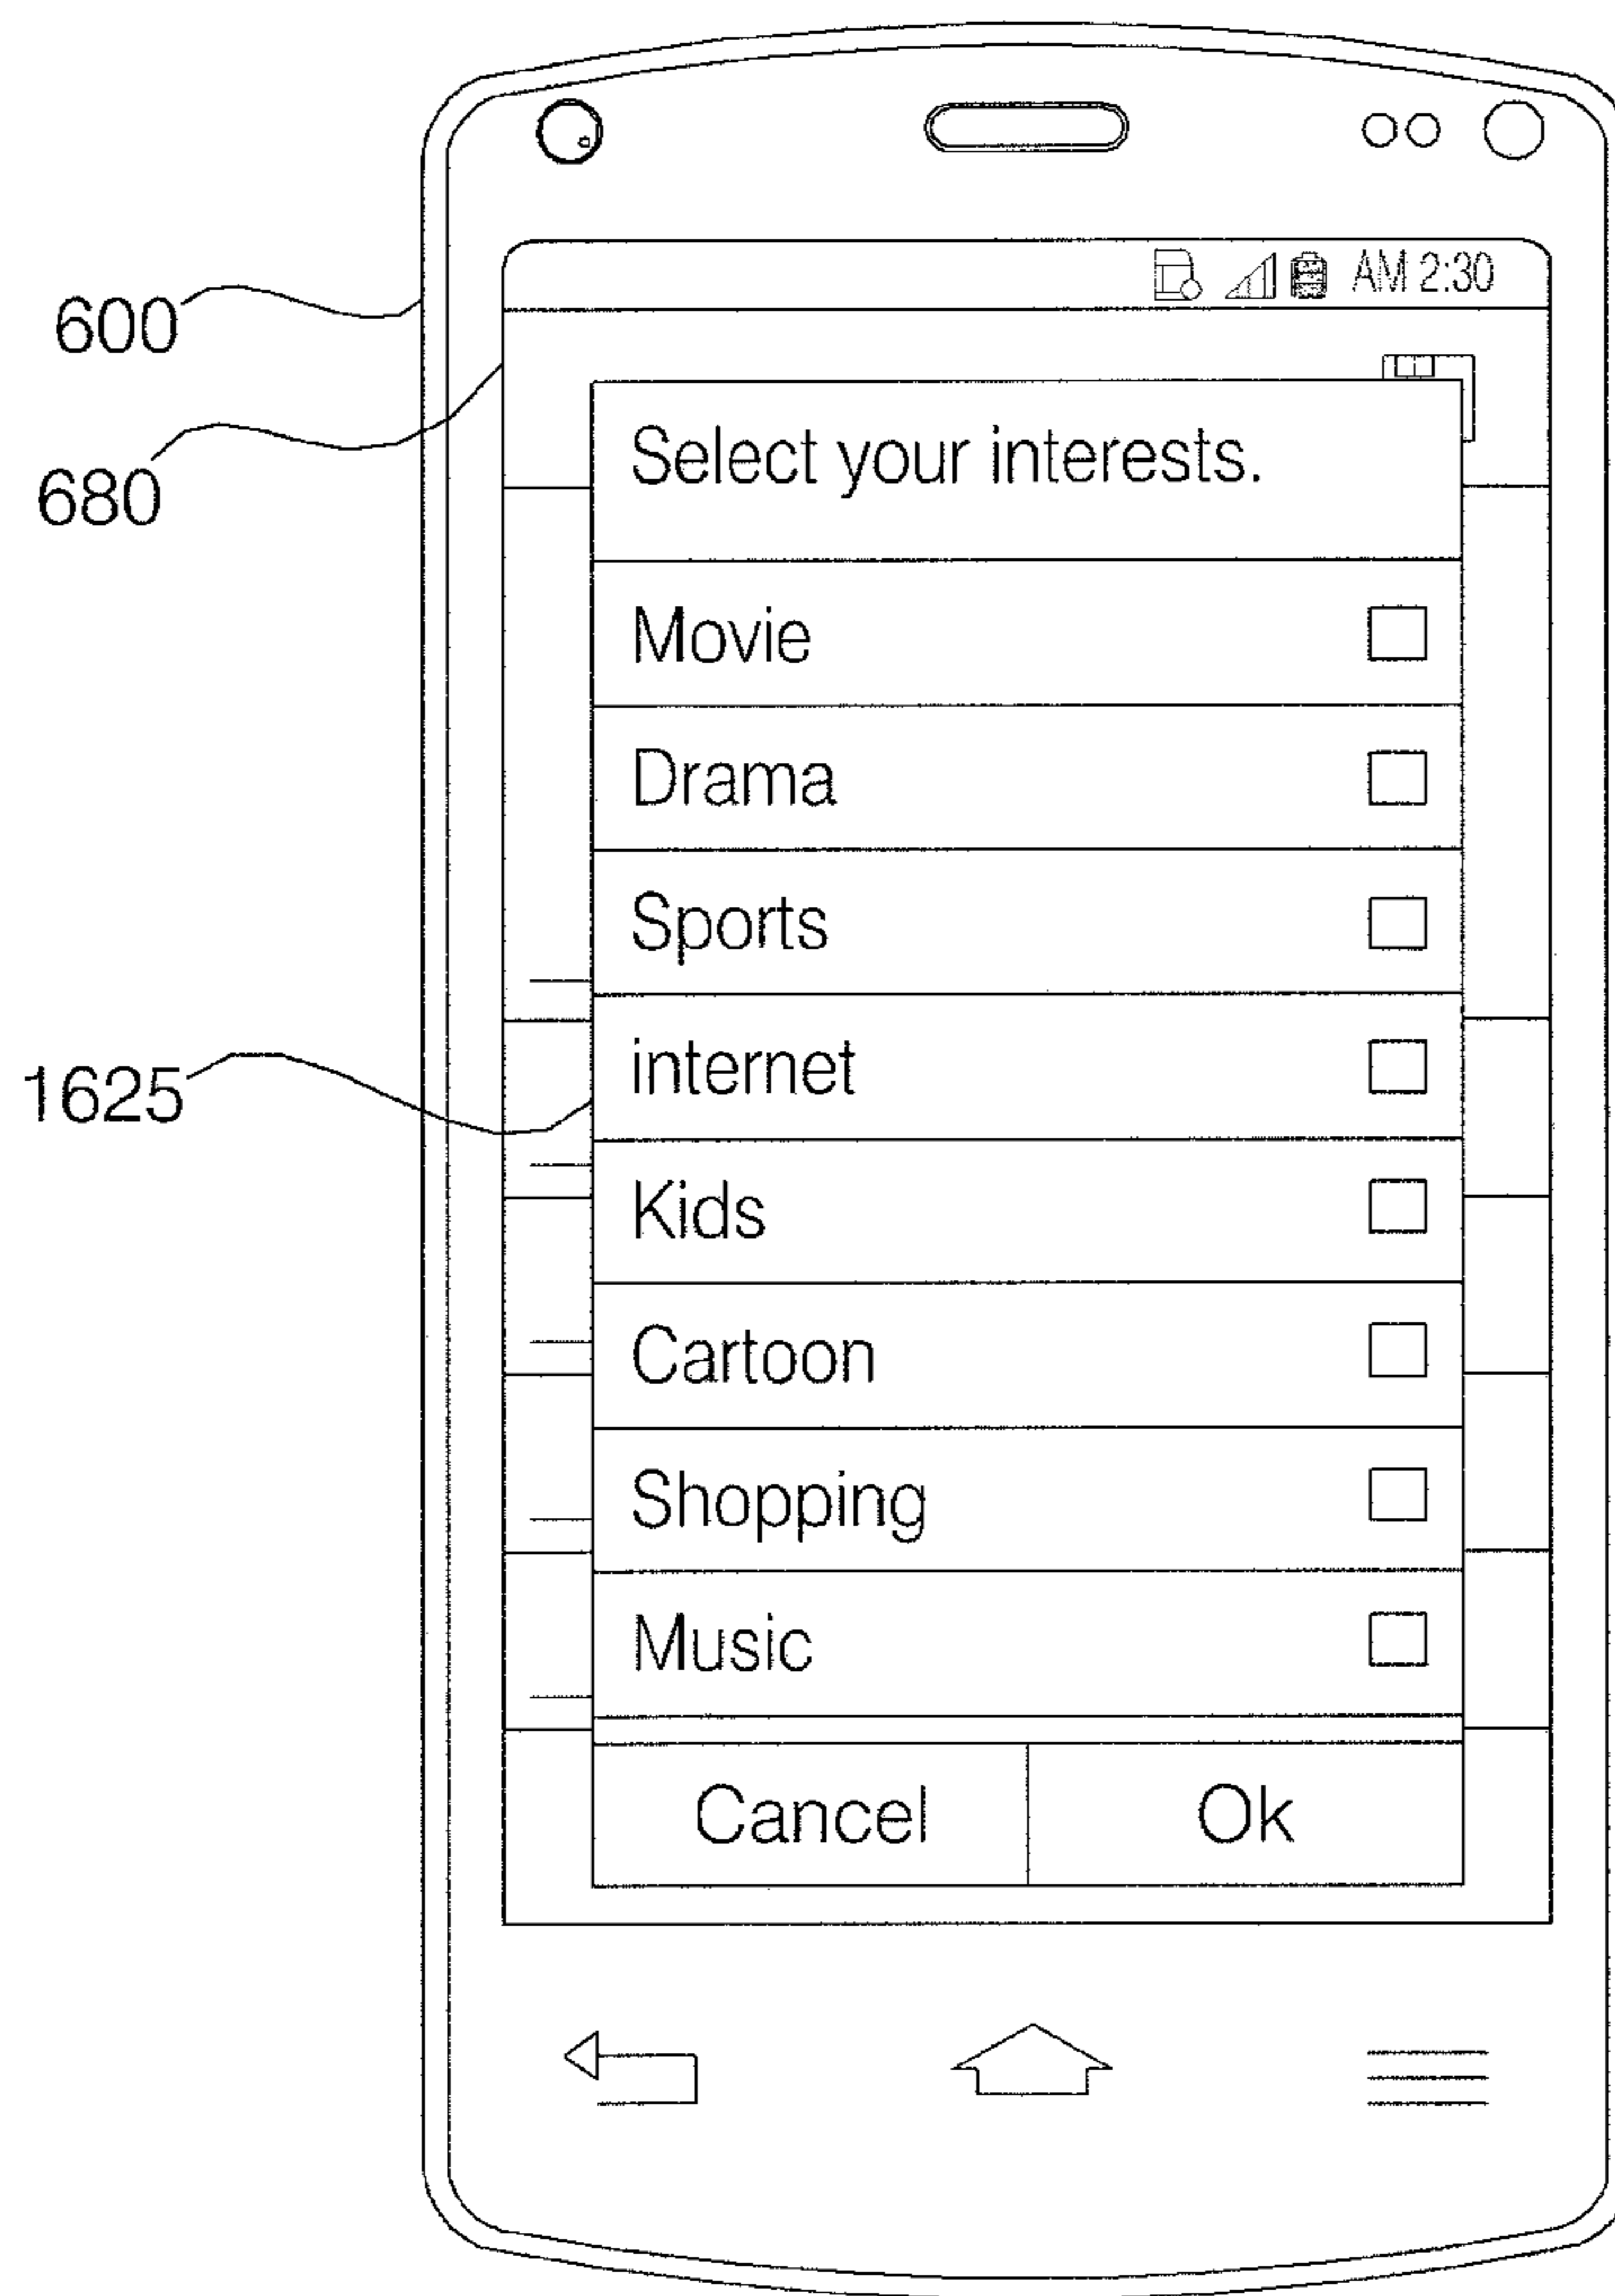 AM 2:30
600
680
Select your interests.
Movie
Drama
Sports
internet
1625
Kids
Cartoon
Shopping
Music
Cancel Ok